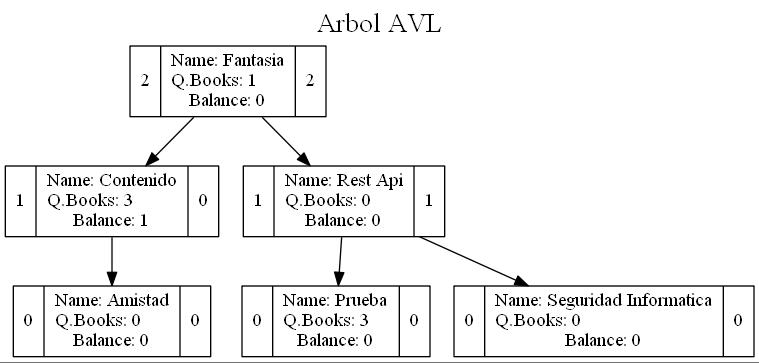 Arbol AVL
2
Name: Fantasia
Q.Books: 1
Balance: 0
2
1
Name: Contenido
Q.Books: 3
Balance: 1
0
1
Name: Rest Api
Q.Books: 0
Balance: 0
1
0
Name: Amistad
Q.Books: 0
Balance: 0
0
0
Name: Prueba
Q.Books: 3
Balance: 0
0
0
Name: Seguridad Informatica
Q.Books: 0
Balance: 0
0